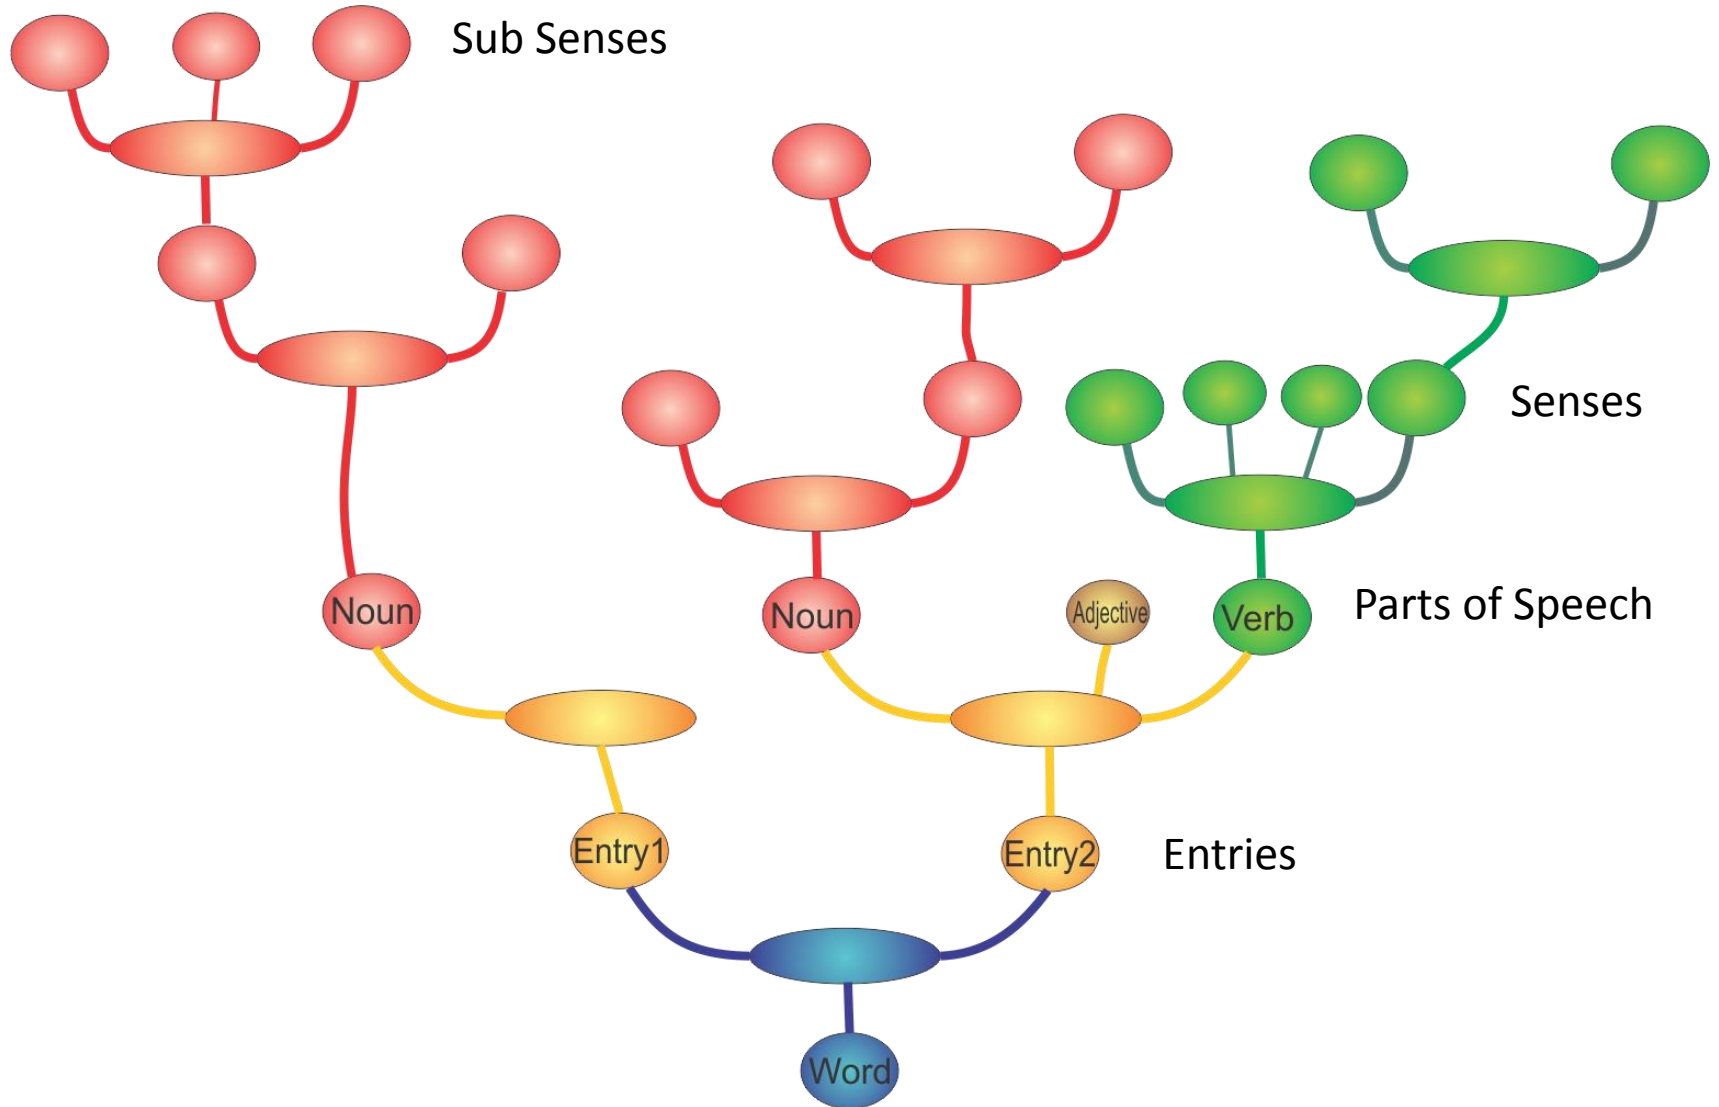 Sub Senses
Senses
Noun
Noun
Adjective
Verb
Parts of Speech
Entry1
Entry2
Entries
Word